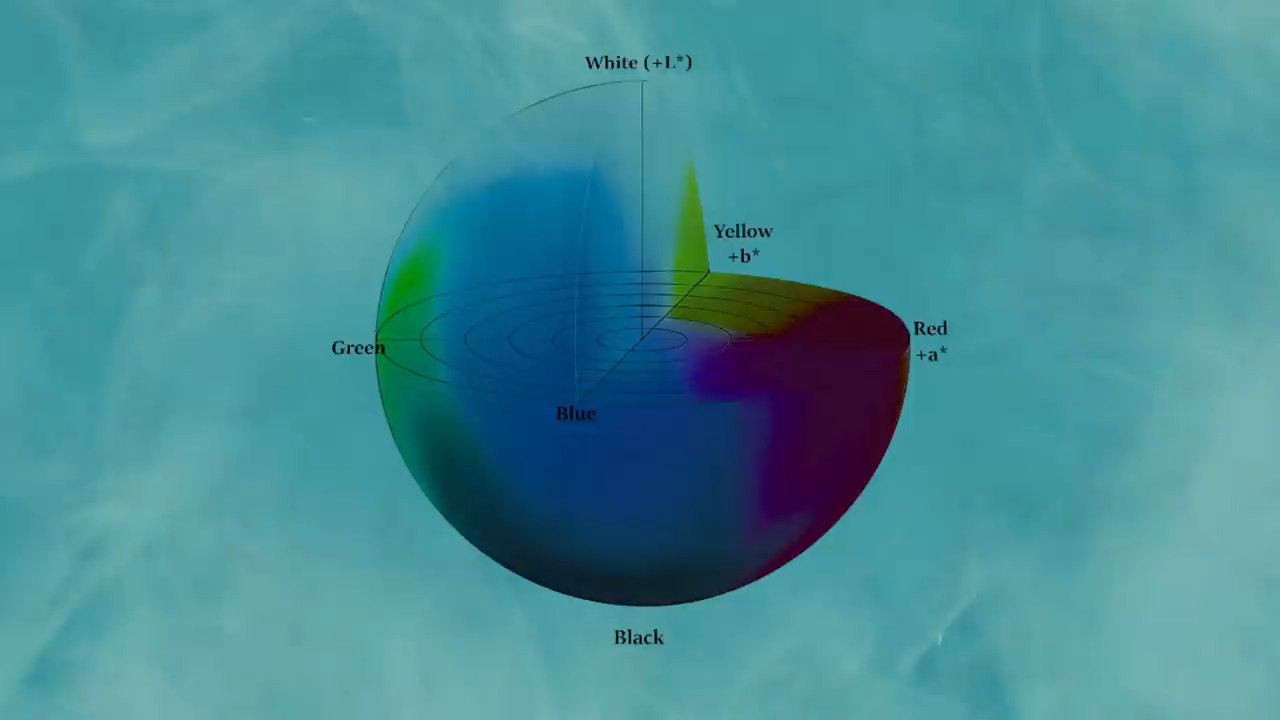 White (+L*)
Yellow
+b*
Red
+a*
Green
Blue
Black